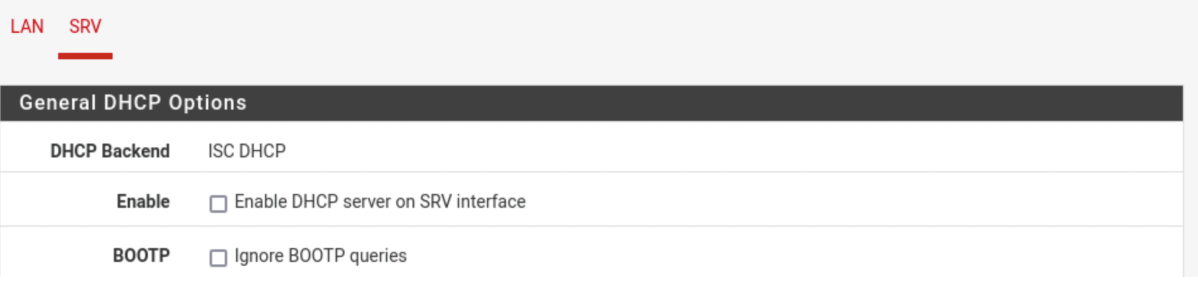 LAN SRV
General DHCP Options
DHCP Backend ISC DHCP
Enable Enable DHCP server on SRV interface
BOOTP Ignore BOOTP queries